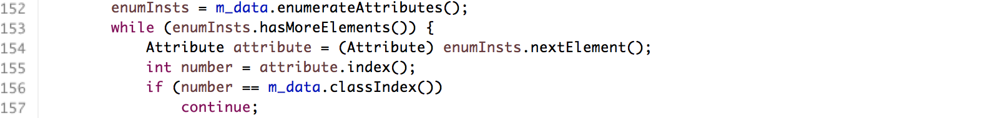 152 enumInsts = m_data.enumerateAttributes();
153 while (enumInsts.hasMoreElements()) {
154 Attribute attribute = (Attribute) enumInsts.nextElement();
155 int number = attribute.index();
156 if (number == m_data.classIndex())
157 continue;